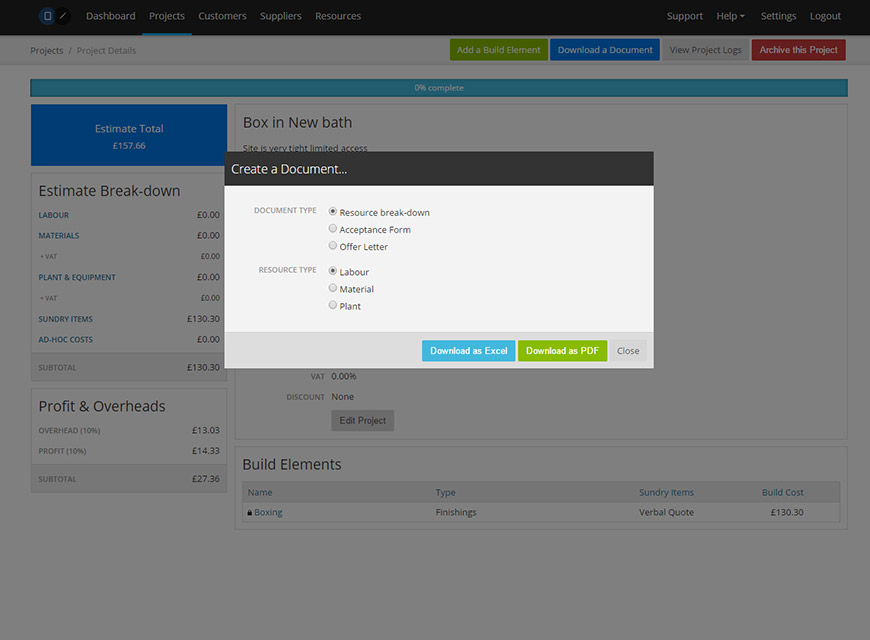 Dashboard Projects Customers Suppliers Resources Support Help Settings Logout
Projects / Project Details Add a Build Element Download a Document View Project Logs Archive this Project
0% complete
Estimate Total
£157.66
Estimate Break-down
LABOUR £0.00
MATERIALS £0.00
+ VAT £0.00
PLANT & EQUIPMENT £0.00
+ VAT £0.00
SUNDRY ITEMS £130.30
AD-HOC COSTS £0.00
SUBTOTAL £130.30
Profit & Overheads
OVERHEAD (10%) £13.03
PROFIT (10%) £14.33
SUBTOTAL £27.36
Box in New bath
Site is very tight limited access
Create a Document...
DOCUMENT TYPE Resource break-down
Acceptance Form
Offer Letter
RESOURCE TYPE Labour
Material
Plant
Download as Excel Download as PDF Close
VAT 0.00%
DISCOUNT None
Edit Project
Build Elements
Name Type Sundry Items Build Cost
Boxing Finishings Verbal Quote £130.30